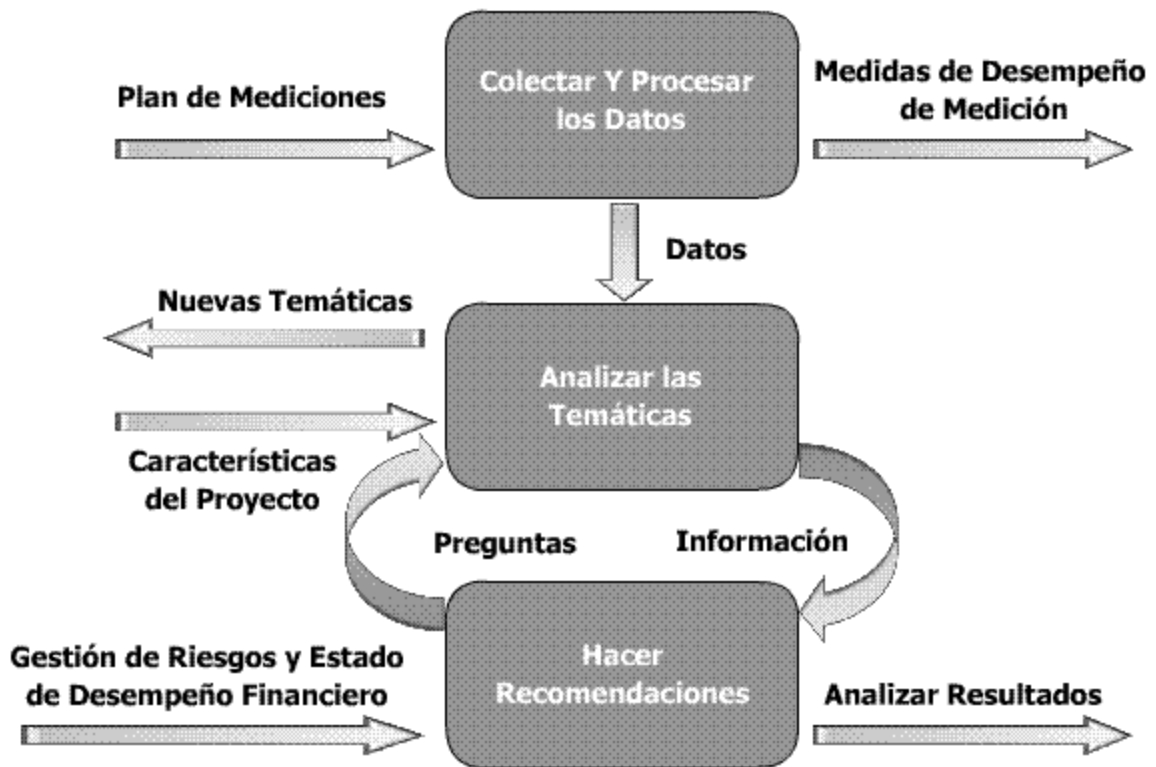 Colectar Y Procesar
los Datos
Plan de Mediciones
Medidas de Desempeño
de Medición
Datos
Nuevas Temáticas
Analizar las
Temáticas
Características
del Proyecto
Preguntas
Información
Hacer
Recomendaciones
Gestión de Riesgos y Estado
de Desempeño Financiero
Analizar Resultados